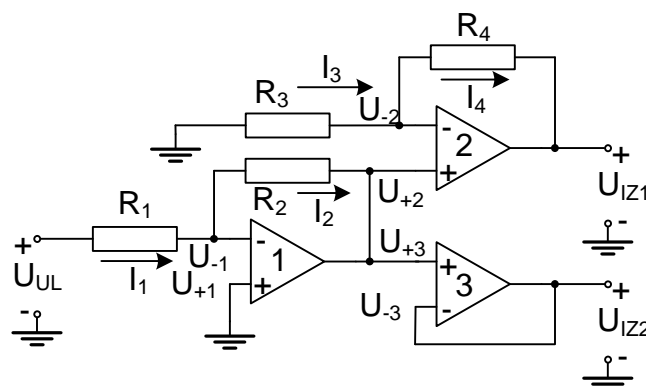 R4
I3
R3
I4
U-2
-
2
+
+
UIZ1
-
R2
I2
U+2
R1
+
UUL
-
I1
U-1
U+1
-
1
+
U+3
+
3
-
U-3
+
UIZ2
-